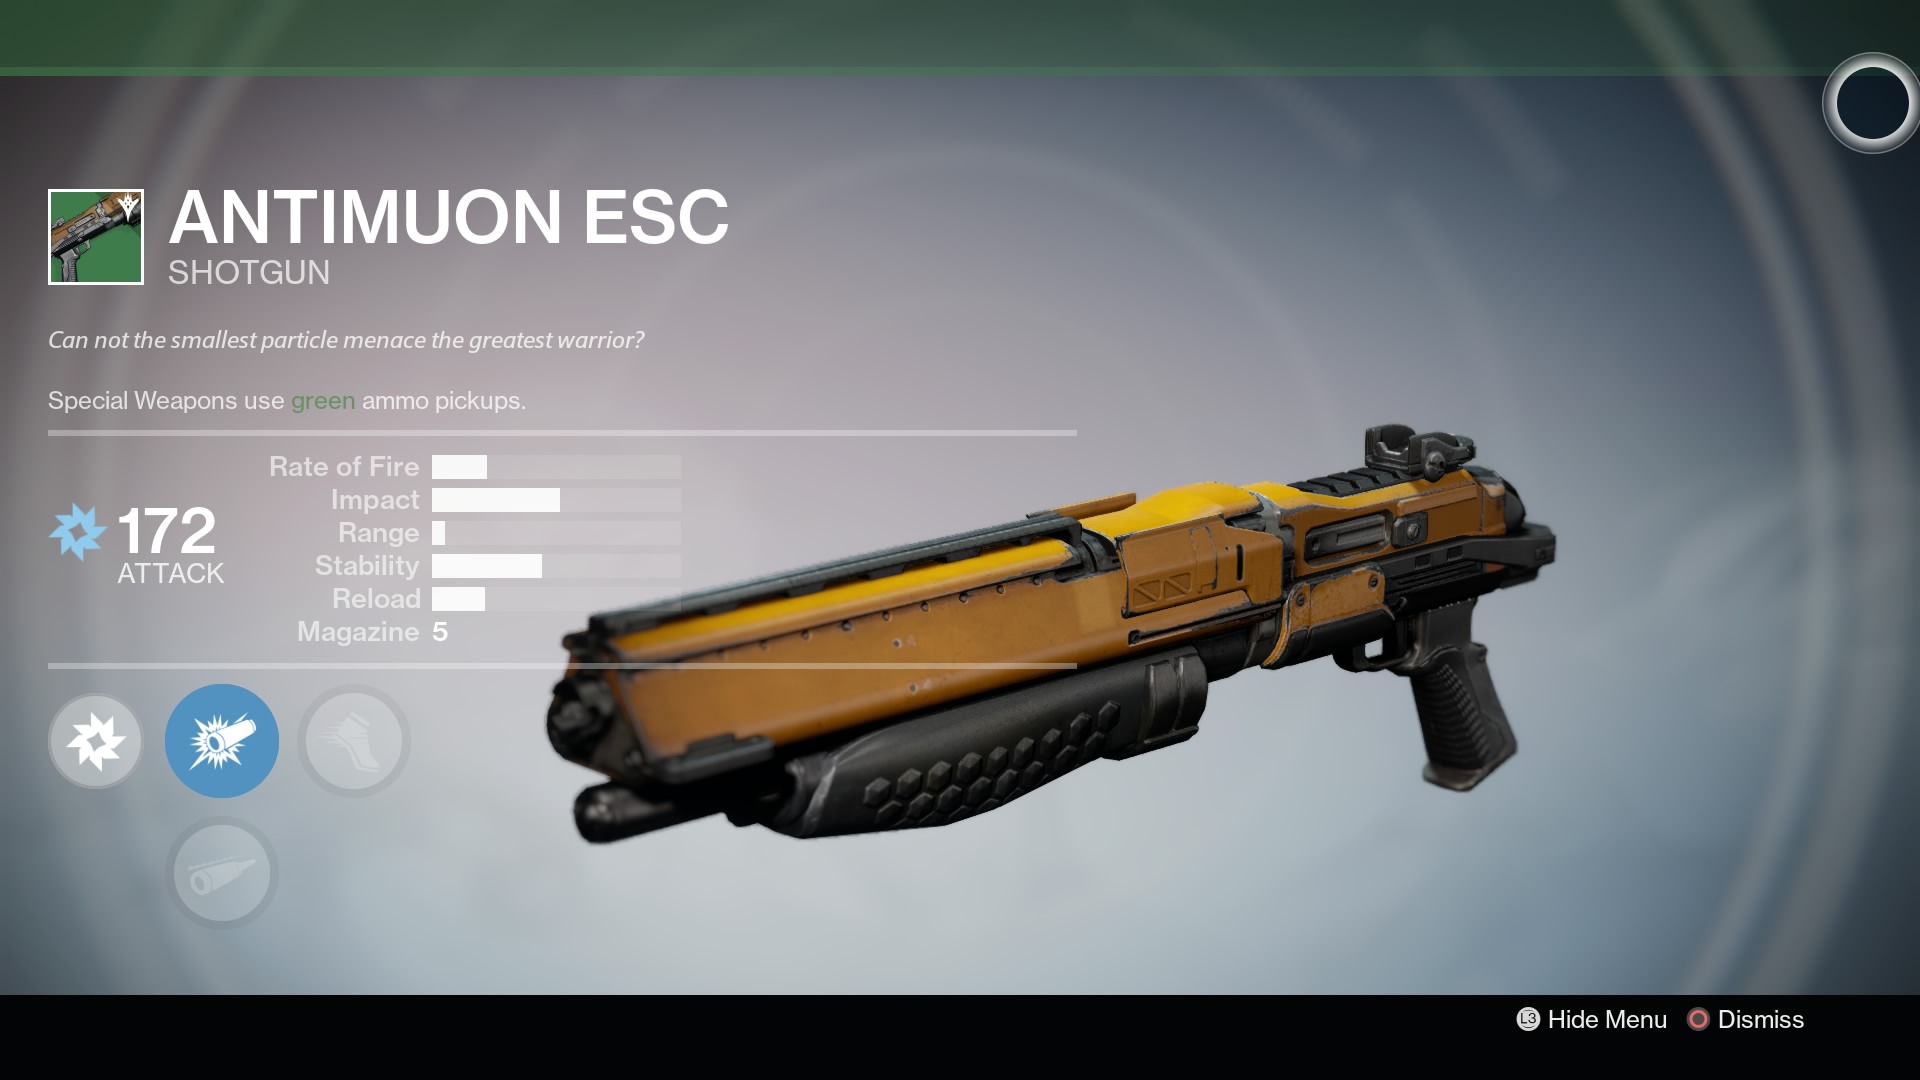 ANTIMUON ESC
SHOTGUN
Can not the smallest particle menace the greatest warrior?
Special Weapons use green ammo pickups.
172
ATTACK
Rate of Fire
Impact
Range
Stability
Reload
Magazine 5
L3 Hide Menu Dismiss